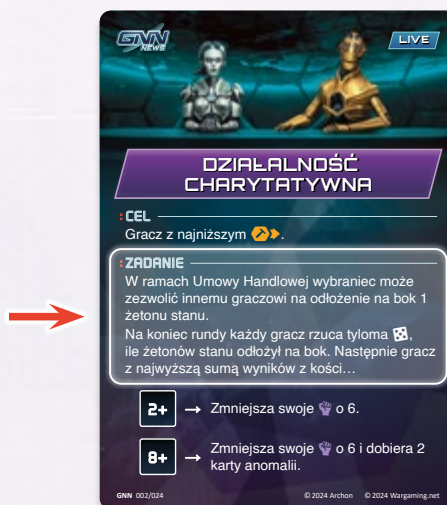 GNN
NEWS
LIVE
DZIAŁALNOŚĆ
CHARYTATYWNA
CEL
Gracz z najniższym .
ZADANIE
W ramach Umowy Handlowej wybraniec może
zezwolić innemu graczowi na odłożenie na bok 1
żetonu stanu.
Na koniec rundy każdy gracz rzuca tyloma ,
ile żetonów stanu odłożył na bok. Następnie gracz
z najwyższą sumą wyników z kości…
2+ → Zmniejsza swoje o 6.
8+ → Zmniejsza swoje o 6 i dobiera 2
karty anomalii.
GNN 002/024 © 2024 Archon © 2024 Wargaming.net